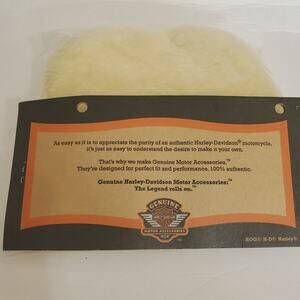 As easy as it is to appreciate the purity of an authentic Harley-Davidson® motorcycle,
it's just as easy to understand the desire to make it your own.
That's why we make Genuine Motor Accessories.™
They're designed for perfect fit and performance. 100% authentic.
Genuine Harley-Davidson Motor Accessories:™
The Legend rolls on.™
GENUINE
MOTOR ACCESSORIES
HOG® H-D® Harley®